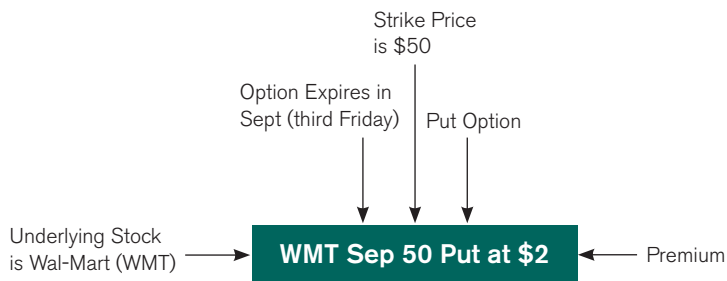 Strike Price
is $50
Option Expires in
Sept (third Friday)
Put Option
Underlying Stock
is Wal-Mart (WMT)
WMT Sep 50 Put at $2
Premium